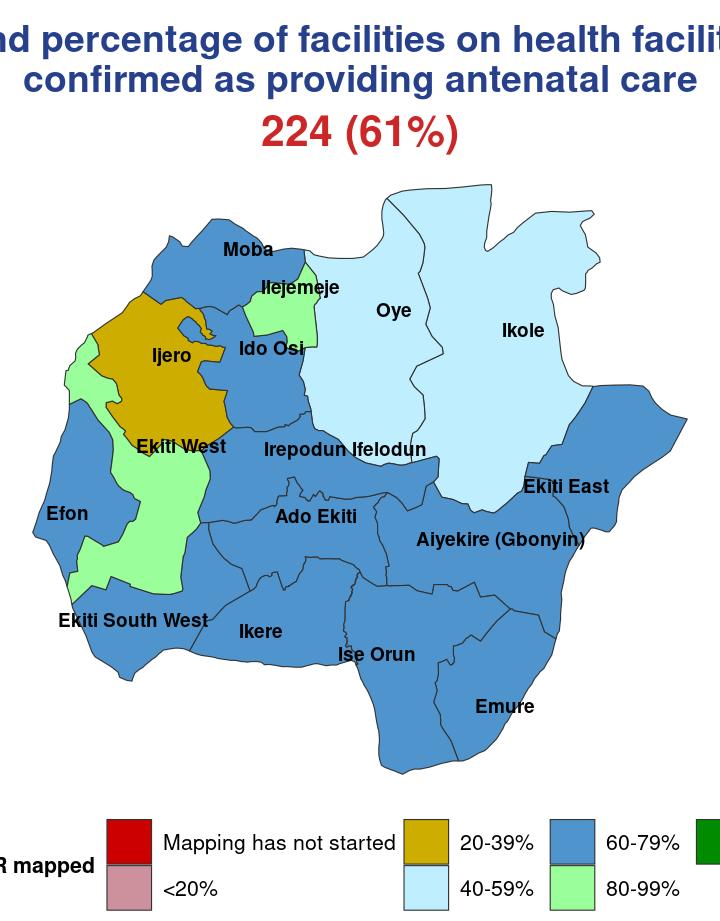 percentage of facilities on health
confirmed as providing antenatal care
224 (61%)
Moba
Ilejemeje
Oye
Ikole
Ido Osi
Ijero
Ekiti West
Irepodun Ifelodun
Ekiti East
Efon
Ado Ekiti
Aiyekire (Gbonyin)
Ekiti South West
Ikere
Ise Orun
Emure
Mapping has not started
20-39%
60-79%
mapped
<20%
40-59%
80-99%